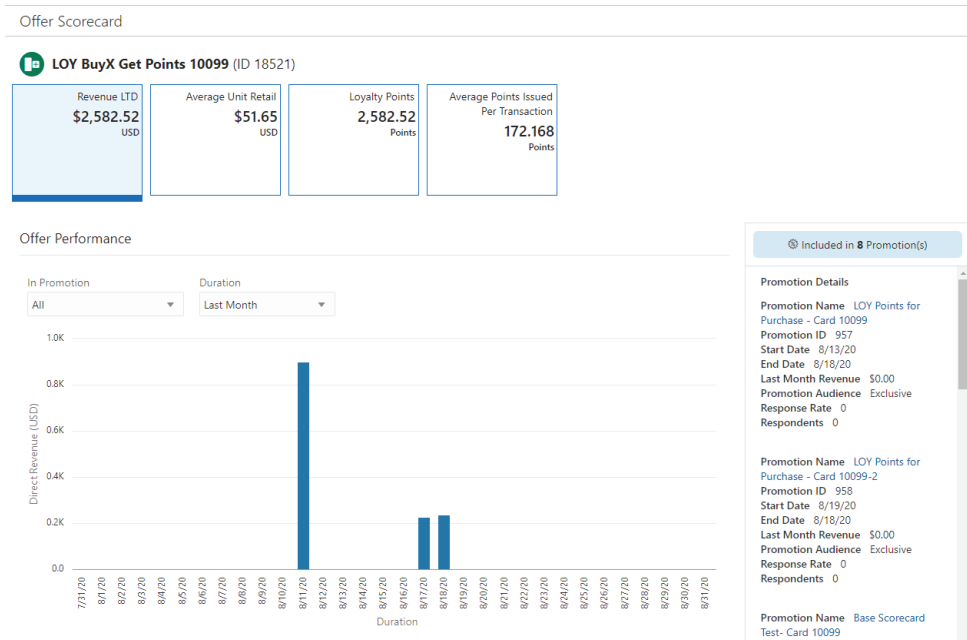 Offer Scorecard
LOY BuyX Get Points 10099 (ID 18521)
Revenue LTD
$2,582.52
USD
Average Unit Retail
$51.65
USD
Loyalty Points
2,582.52
Points
Average Points Issued
Per Transaction
172.168
Points
Offer Performance
In Promotion
All
Duration
Last Month
1.0K
0.8K
0.6K
0.4K
0.2K
0.0
Direct Revenue (USD)
7/31/20
8/1/20
8/2/20
8/3/20
8/4/20
8/5/20
8/6/20
8/7/20
8/8/20
8/9/20
8/10/20
8/11/20
8/12/20
8/13/20
8/14/20
8/15/20
8/16/20
8/17/20
8/18/20
8/19/20
8/20/20
8/21/20
8/22/20
8/23/20
8/24/20
8/25/20
8/26/20
8/27/20
8/28/20
8/29/20
8/30/20
8/31/20
Duration
Included in 8 Promotion(s)
Promotion Details
Promotion Name LOY Points for
Purchase - Card 10099
Promotion ID 957
Start Date 8/13/20
End Date 8/18/20
Last Month Revenue $0.00
Promotion Audience Exclusive
Response Rate 0
Respondents 0
Promotion Name LOY Points for
Purchase - Card 10099-2
Promotion ID 958
Start Date 8/19/20
End Date 8/18/20
Last Month Revenue $0.00
Promotion Audience Exclusive
Response Rate 0
Respondents 0
Promotion Name Base Scorecard
Test- Card 10099